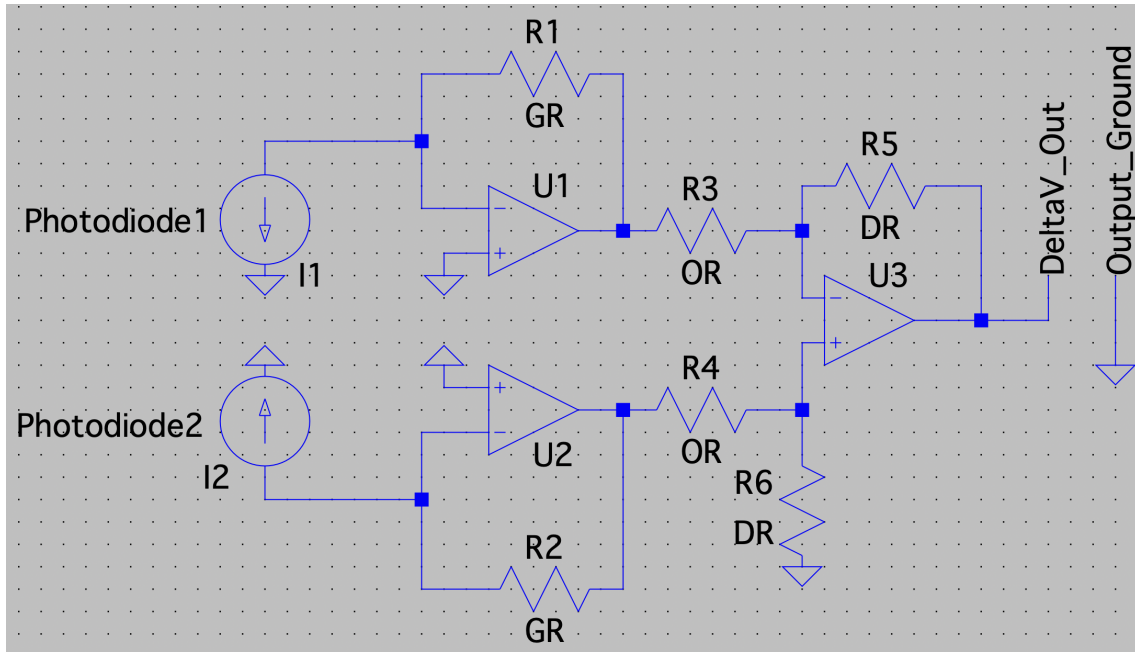 R1
GR
Photodiode1
I1
U1
R3
OR
R5
DR
U3
DeltaV_Out
Output_Ground
Photodiode2
I2
U2
R4
OR
R6
DR
R2
GR